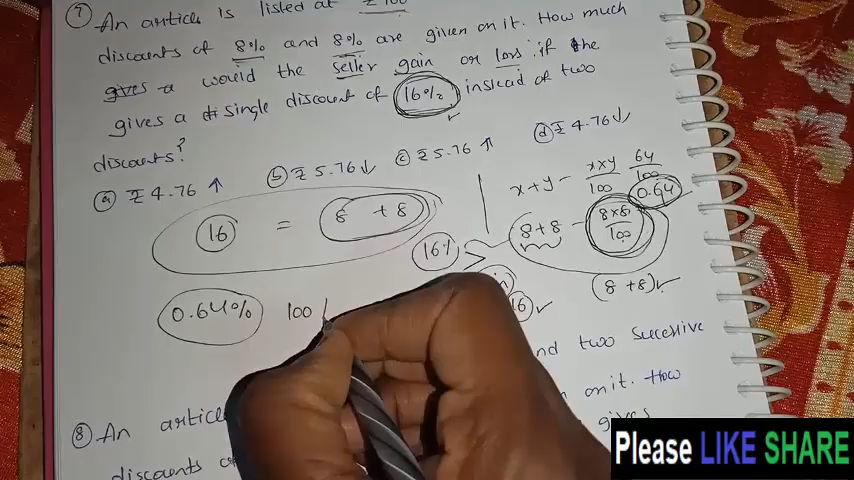 ⑦ An article is listed at ₹
discounts of 8% and 8% are given on it. How much
would the seller gain or loss if the
gives a single discount of 16% instead of two
discounts?
ⓐ ₹ 4.76 ↑ ⓑ ₹ 5.76 ↓ ⓒ ₹ 5.76 ↑ ⓓ ₹ 4.76 ↓
x+y - xxy/100 64/100
0.64
16 = 8 + 8
8+8 - 8x8/100
16% >
(8 +8)
16
0.64% 100
and two successive
on it. How
gives
⑧ An article
discounts
Please LIKE SHARE